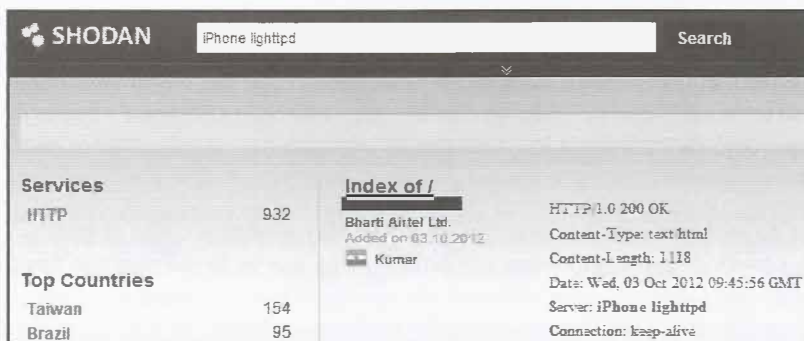 SHODAN
iPhone lighttpd
Search
Services
HTTP 932
Top Countries
Taiwan 154
Brazil 95
Index of /
Bharti Airtel Ltd.
Added on 03.10.2012
Kumar
HTTP/1.0 200 OK
Content-Type: text/html
Content-Length: 1118
Date: Wed, 03 Oct 2012 09:45:56 GMT
Server: iPhone lighttpd
Connection: keep-alive